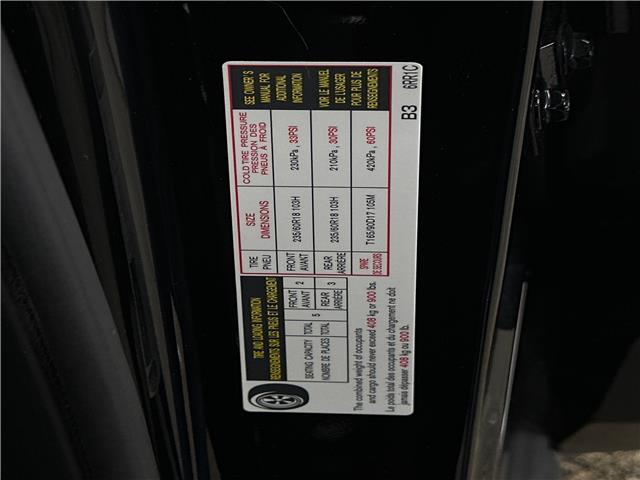 TIRE AND LOADING INFORMATION
RENSEIGNEMENTS SUR LES PNEUS ET LE CHARGEMENT
SEATING CAPACITY TOTAL 5 FRONT 2 REAR 3
NOMBRE DE PLACES TOTAL AVANT ARRIÈRE
The combined weight of occupants
and cargo should never exceed 408 kg or 900 lbs.
Le poids total des occupants et du chargement ne doit
jamais dépasser 408 kg ou 900 lb.
TIRE SIZE COLD TIRE PRESSURE
PNEU DIMENSIONS PRESSION DES
PNEUS À FROID
FRONT 235/60R18 103H 230kPa, 33PSI
AVANT
REAR 235/60R18 103H 210kPa, 30PSI
ARRIÈRE
SPARE T165/90D17 105M 420kPa, 60PSI
DE SECOURS
SEE OWNER'S
MANUAL FOR
ADDITIONAL
INFORMATION
VOIR LE MANUEL
DE L'USAGER
POUR PLUS DE
RENSEIGNEMENTS
B3 6RR1C